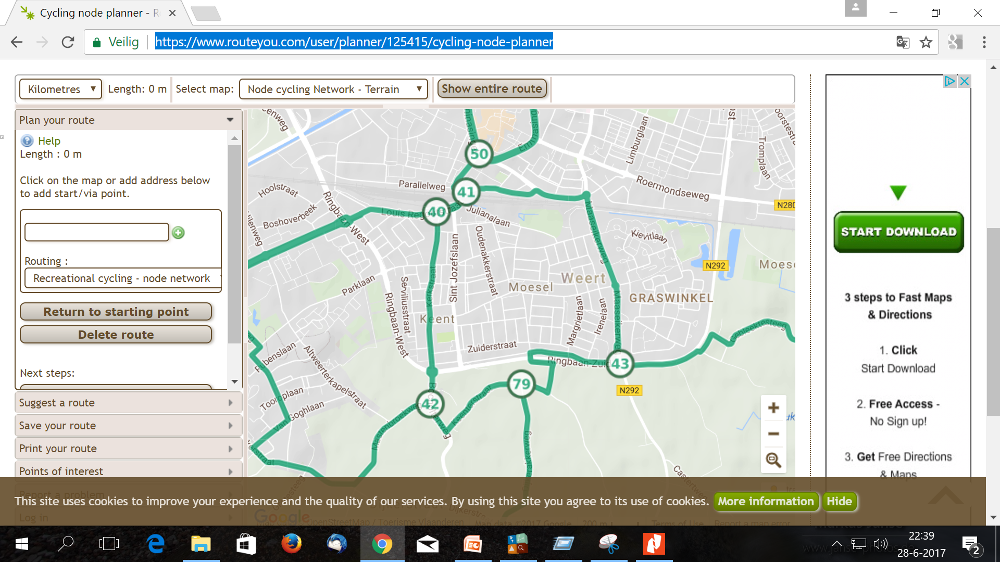 Cycling node planner - R
Veilig
https://www.routeyou.com/user/planner/125415/cycling-node-planner
Kilometres
Length: 0 m
Select map:
Node cycling Network - Terrain
Show entire route
Plan your route
Help
Length : 0 m
Click on the map or add address below
to add start/via point.
Routing :
Recreational cycling - node network
Return to starting point
Delete route
Next steps:
Suggest a route
Save your route
Print your route
Points of interest
Report a problem
Log in
50
41
40
43
79
42
Parallelweg
Hoolstraat
Boshoverbeek
Ringbaan-West
Julianalaan
Oudenakkerstraat
Sint Jozefslaan
Kerkstraat
Parklaan
Serviliusstraat
Ringbaan-West
Keent
Moesel
Weert
GRASWINKEL
Maaseikerweg
Maaseikerweg
Margrietlaan
Irenelaan
Zuiderstraat
Ringbaan-Zuid
Kievitlaan
Limburglaan
Roermondseweg
Tromplaan
N280
N292
N292
Gebleektesteeg
Rubenslaan
Altweerterkapelstraat
Tooroplaan
Van Goghlaan
Keenterstraat
Google
OpenStreetMap / Toerisme Vlaanderen
Map data ©2017 Google
200 m
Terms of Use
Report a map error
START DOWNLOAD
3 steps to Fast Maps
& Directions
1. Click
Start Download
2. Free Access -
No Sign up!
3. Get Free Directions
& Maps
This site uses cookies to improve your experience and the quality of our services. By using this site you agree to its use of cookies.
More information
Hide
22:39
28-6-2017
2